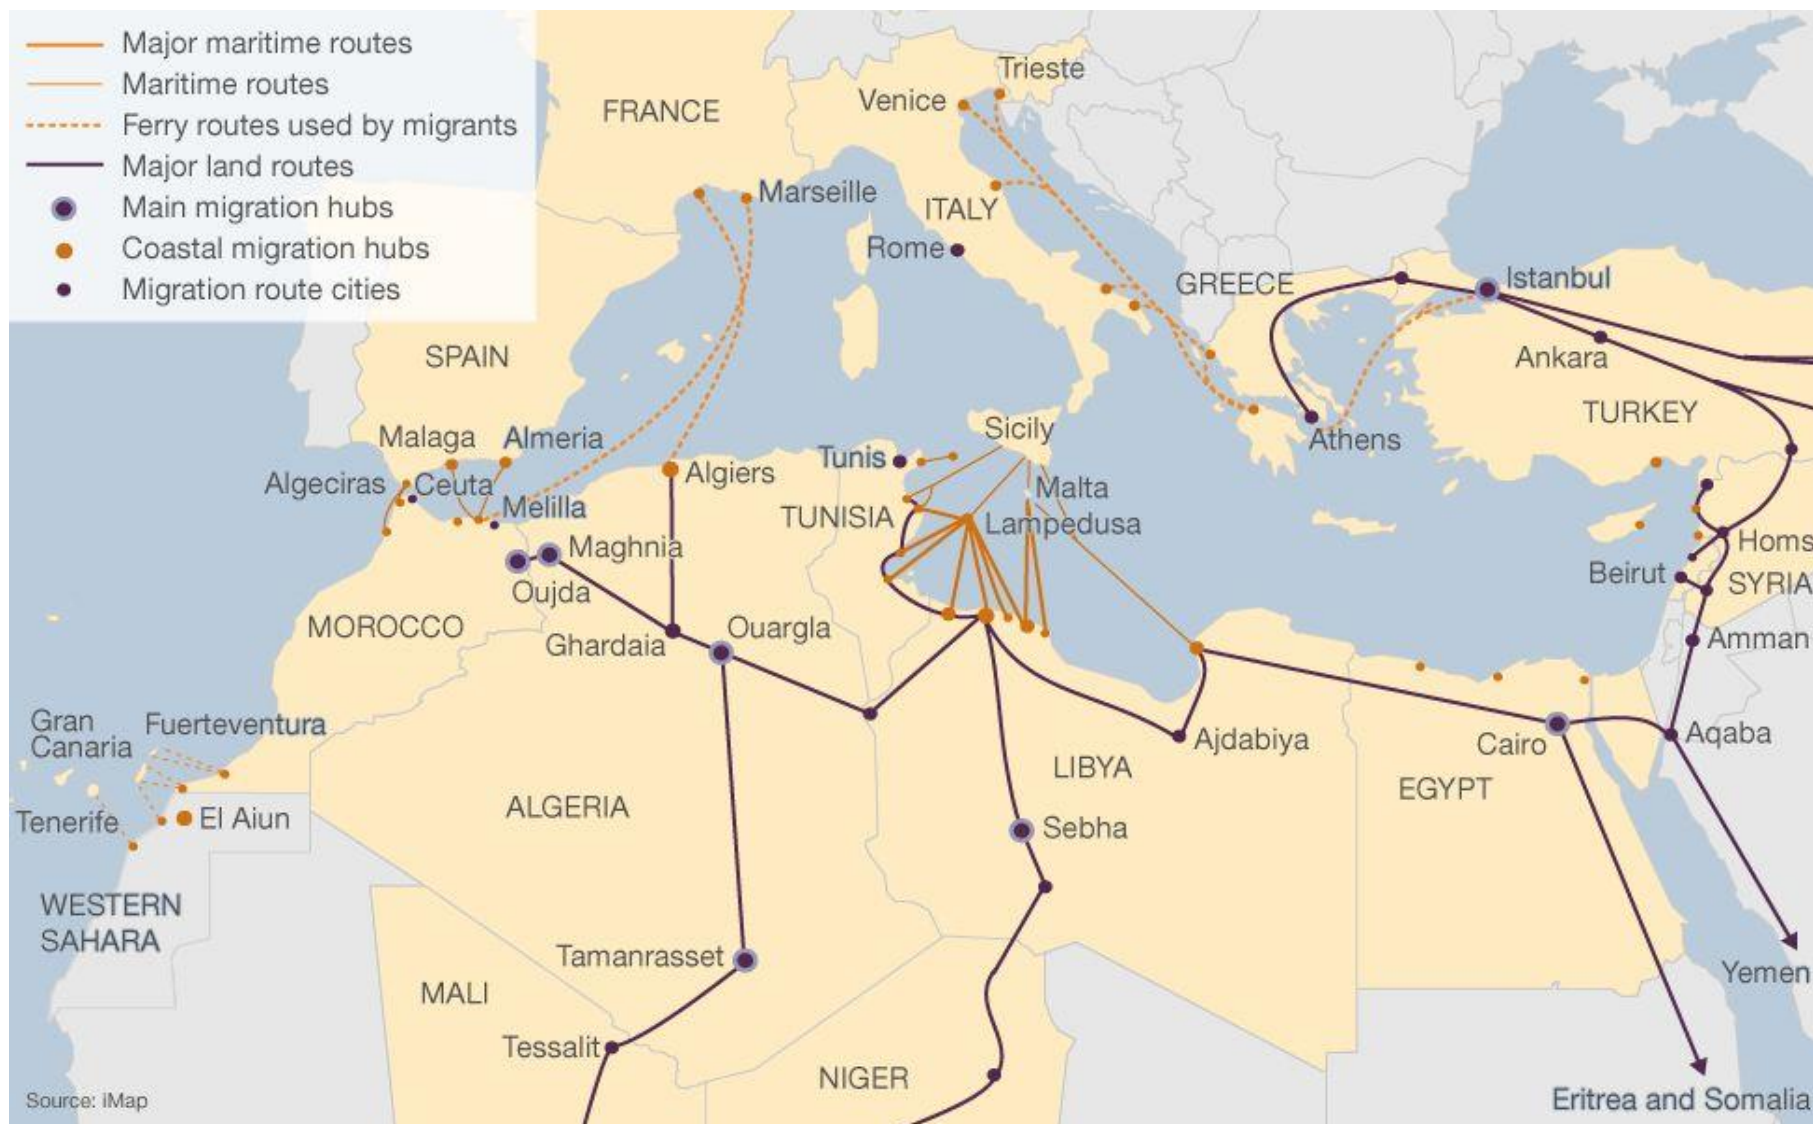 Major maritime routes
Maritime routes
Ferry routes used by migrants
Major land routes
Main migration hubs
Coastal migration hubs
Migration route cities
Trieste
Venice
FRANCE
Marseille
ITALY
Rome
GREECE
Istanbul
Ankara
SPAIN
TURKEY
Malaga
Almeria
Sicily
Athens
Tunis
Algeciras
Ceuta
Algiers
Malta
Melilla
TUNISIA
Lampedusa
Maghnia
Homs
Oujda
Beirut
SYRIA
MOROCCO
Ouargla
Ghardaia
Amman
Gran
Canaria
Fuerteventura
Ajdabiya
Cairo
Aqaba
LIBYA
EGYPT
ALGERIA
Tenerife
El Aiun
Sebha
WESTERN
SAHARA
Tamanrasset
Yemen
MALI
Tessalit
NIGER
Source: iMap
Eritrea and Somalia